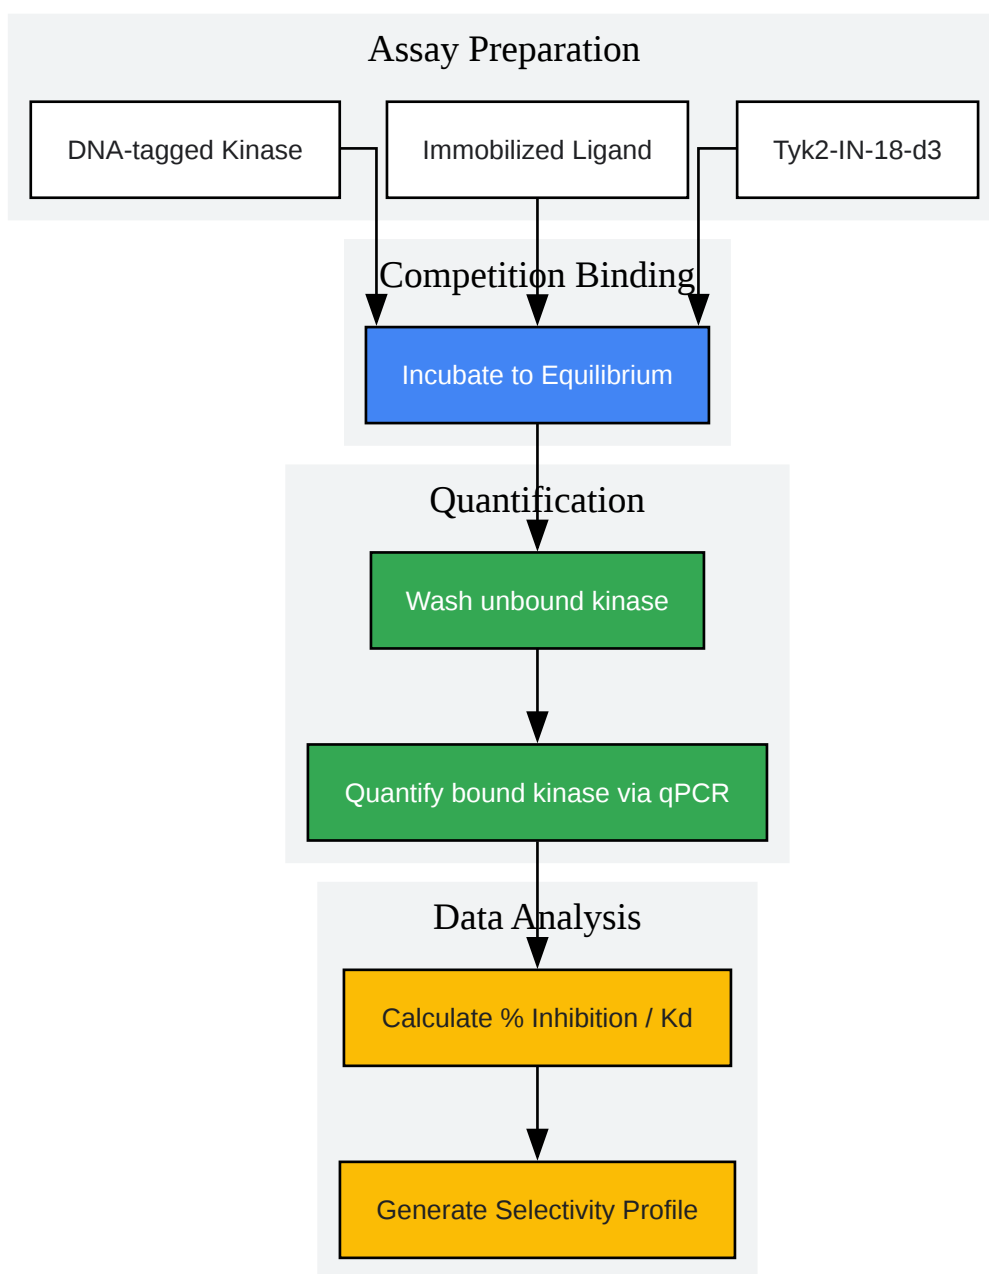 Assay Preparation
DNA-tagged Kinase
Immobilized Ligand
Tyk2-IN-18-d3
Competition Binding
Incubate to Equilibrium
Quantification
Wash unbound kinase
Quantify bound kinase via qPCR
Data Analysis
Calculate % Inhibition / Kd
Generate Selectivity Profile